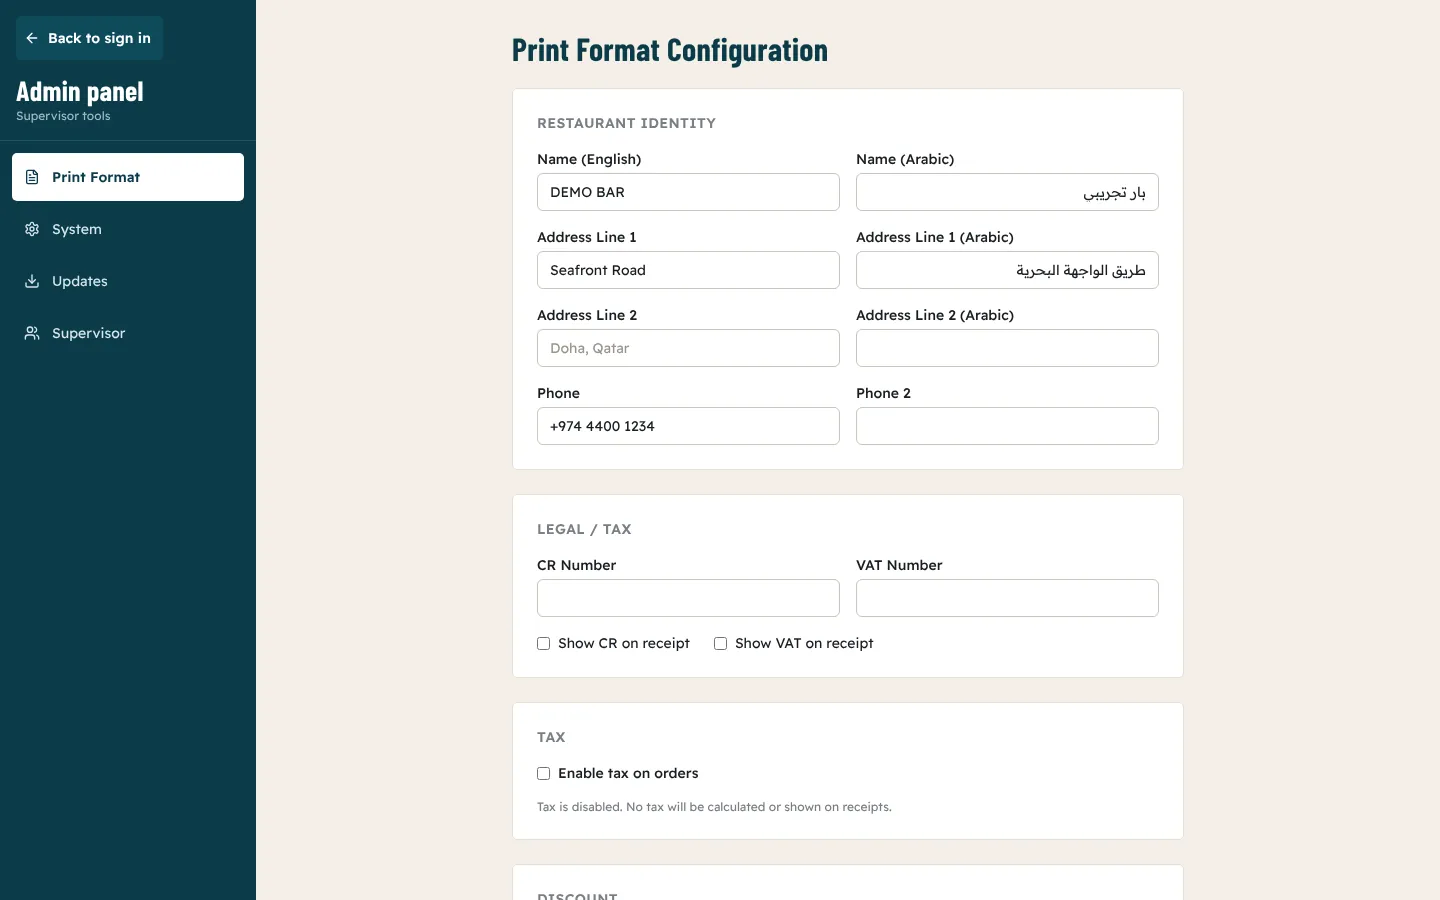 Back to sign in
Admin panel
Supervisor tools
Print Format
System
Updates
Supervisor
Print Format Configuration
RESTAURANT IDENTITY
Name (English)
Name (Arabic)
DEMO BAR
بار تجريبي
Address Line 1
Address Line 1 (Arabic)
Seafront Road
طريق الواجهة البحرية
Address Line 2
Address Line 2 (Arabic)
Doha, Qatar
Phone
Phone 2
+974 4400 1234
LEGAL / TAX
CR Number
VAT Number
Show CR on receipt
Show VAT on receipt
TAX
Enable tax on orders
Tax is disabled. No tax will be calculated or shown on receipts.
DISCOUNT